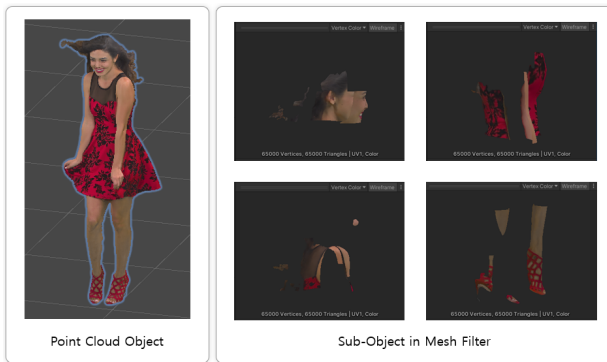 Vertex Color▾ Wireframe ⋮
65000 Vertices, 65000 Triangles | UV1, Color
Vertex Color▾ Wireframe ⋮
65000 Vertices, 65000 Triangles | UV1, Color
Vertex Color▾ Wireframe ⋮
65000 Vertices, 65000 Triangles | UV1, Color
Vertex Color▾ Wireframe ⋮
65000 Vertices, 65000 Triangles | UV1, Color
Point Cloud Object
Sub-Object in Mesh Filter